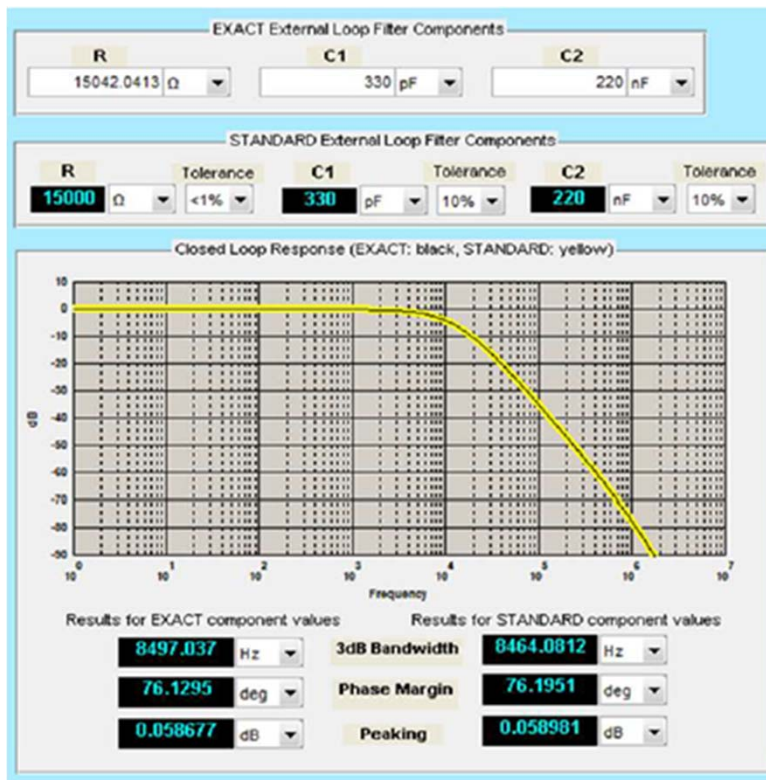 EXACT External Loop Filter Components
R C1 C2
15042.0413 Ω 330 pF 220 nF
STANDARD External Loop Filter Components
R Tolerance C1 Tolerance C2 Tolerance
15000 Ω <1% 330 pF 10% 220 nF 10%
Closed Loop Response (EXACT: black, STANDARD: yellow)
10
0
-10
-20
-30
-40
-50
-60
-70
-80
-90
dB
10^0 10^1 10^2 10^3 10^4 10^5 10^6 10^7
Frequency
Results for EXACT component values Results for STANDARD component values
8497.037 Hz 3dB Bandwidth 8464.0812 Hz
76.1295 deg Phase Margin 76.1951 deg
0.058677 dB Peaking 0.058981 dB